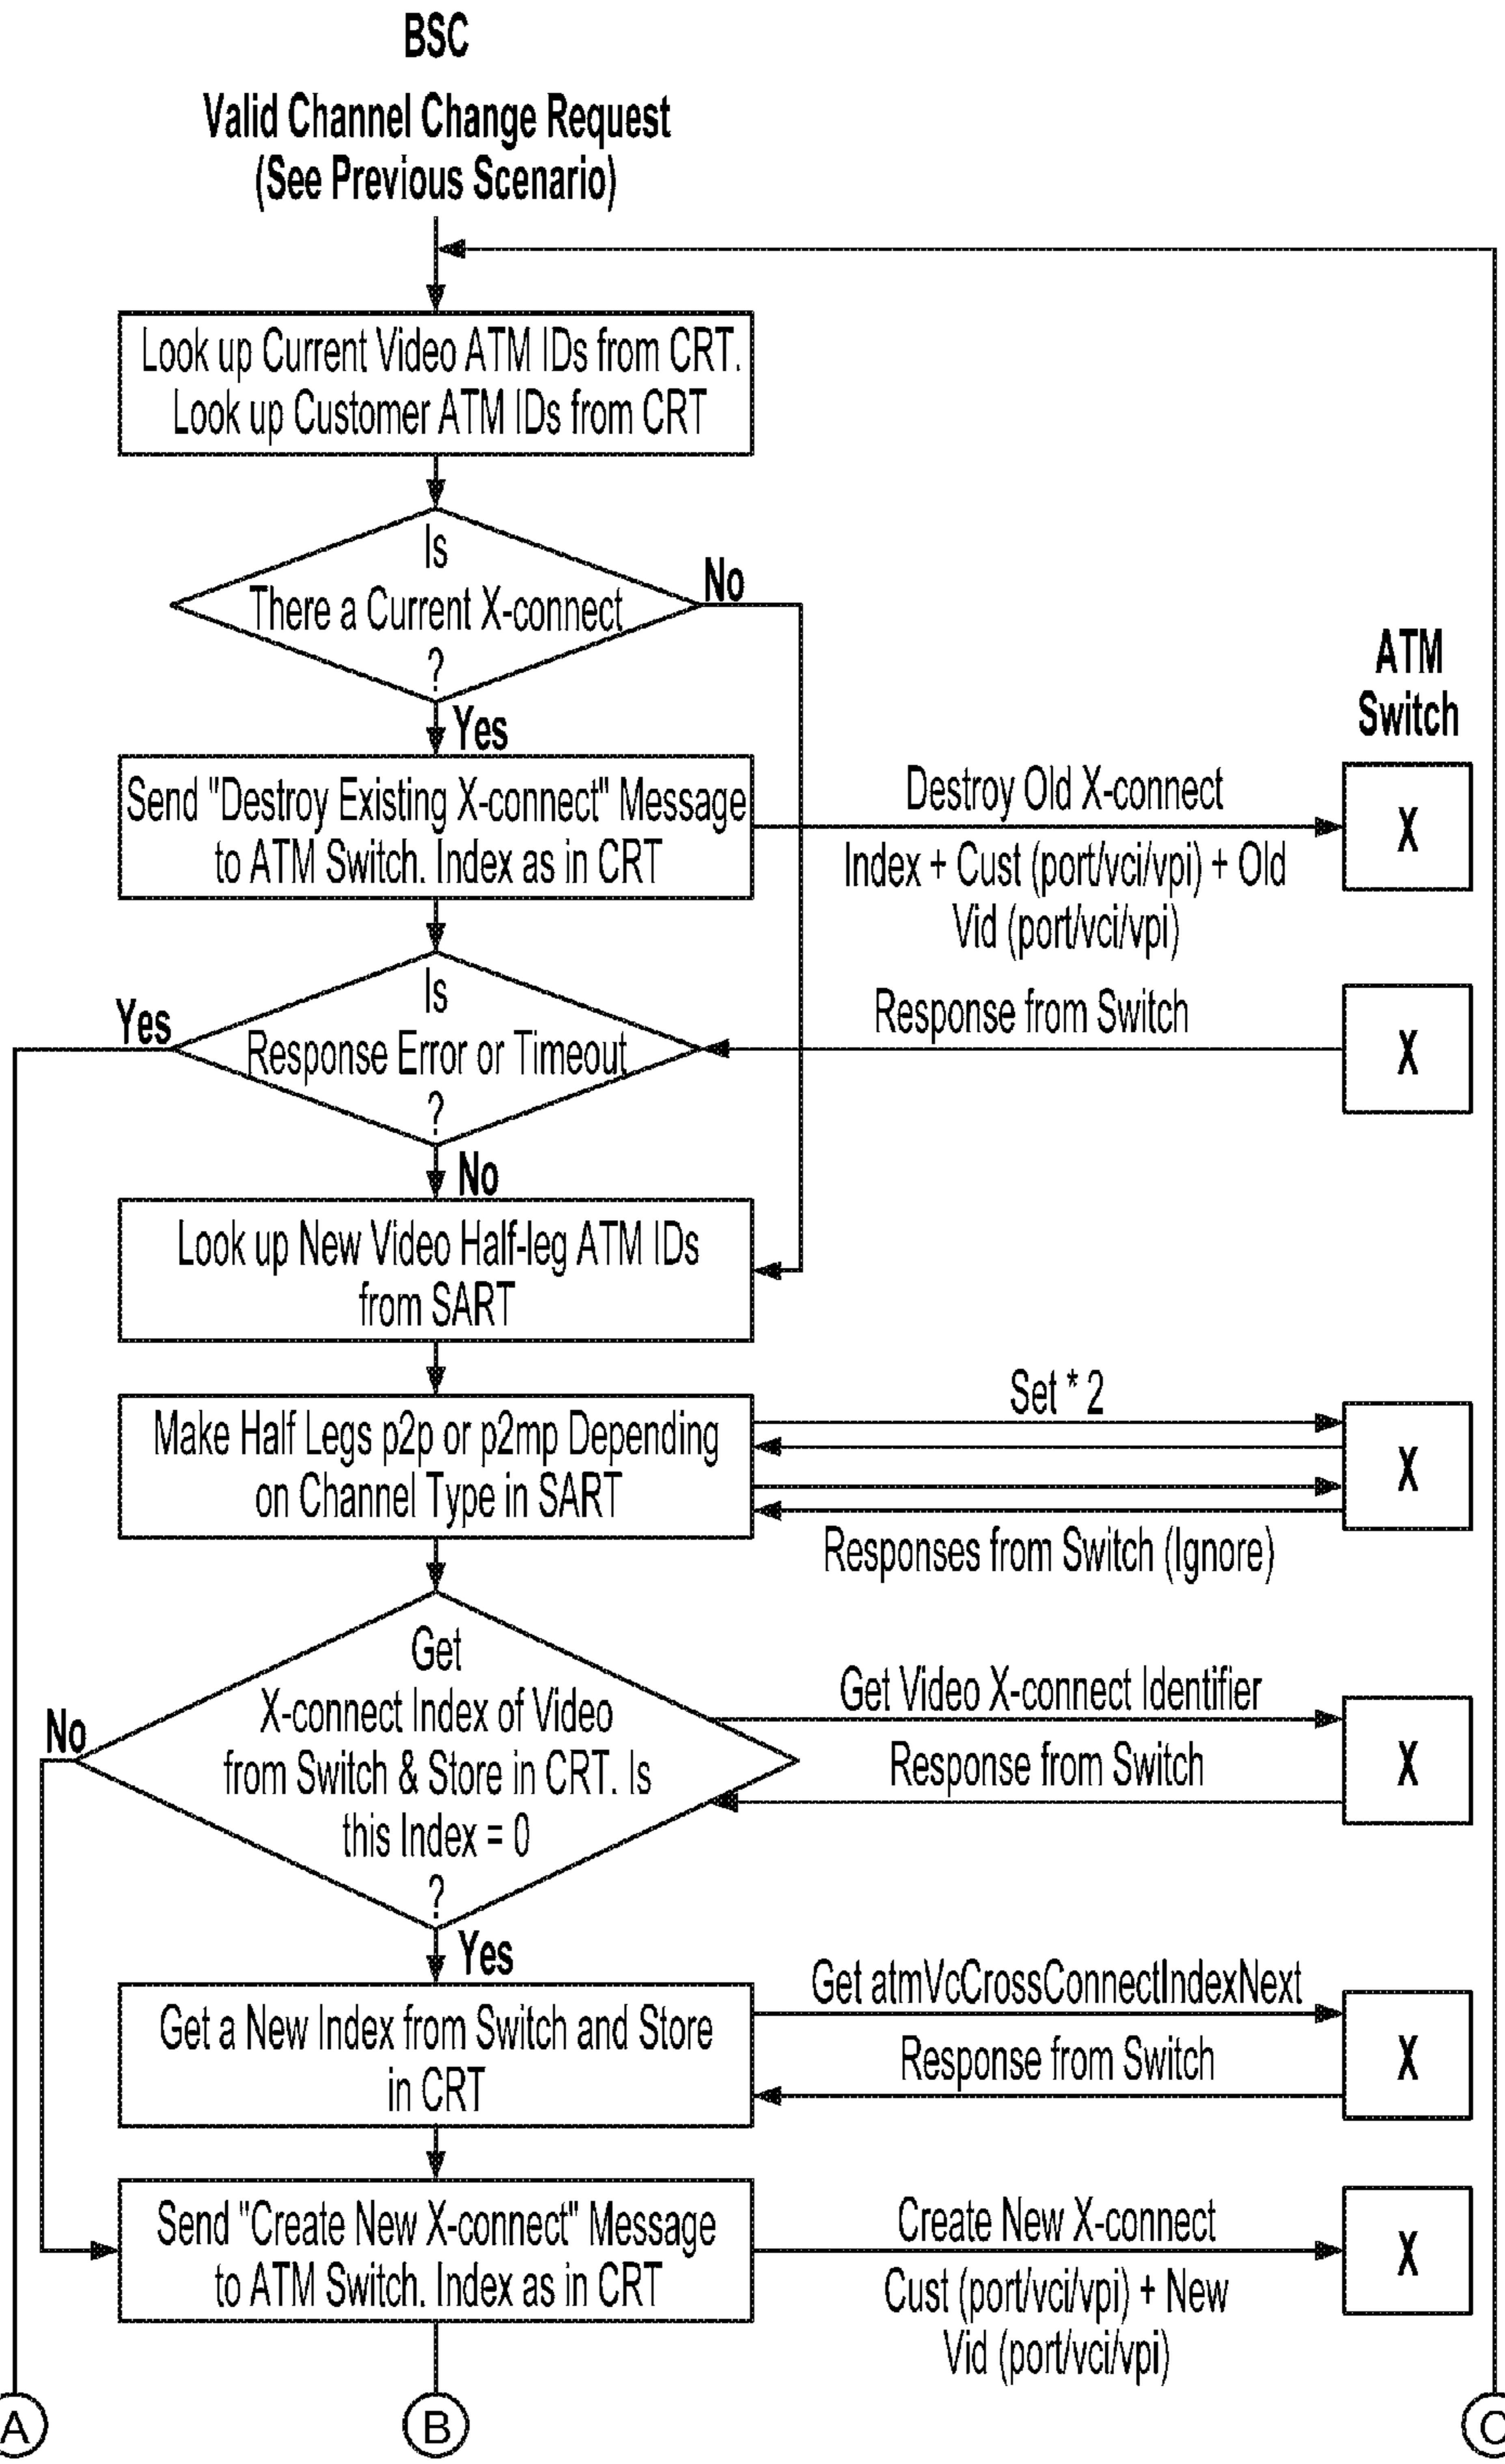 BSC
Valid Channel Change Request
(See Previous Scenario)
Look up Current Video ATM IDs from CRT.
Look up Customer ATM IDs from CRT
Is
There a Current X-connect
?
No
Yes
ATM
Switch
Send "Destroy Existing X-connect" Message
to ATM Switch. Index as in CRT
Destroy Old X-connect
Index + Cust (port/vci/vpi) + Old
Vid (port/vci/vpi)
X
Is
Response Error or Timeout
?
Yes
No
Response from Switch
X
Look up New Video Half-leg ATM IDs
from SART
Make Half Legs p2p or p2mp Depending
on Channel Type in SART
Set * 2
Responses from Switch (Ignore)
X
Get
X-connect Index of Video
from Switch & Store in CRT. Is
this Index = 0
?
No
Yes
Get Video X-connect Identifier
Response from Switch
X
Get a New Index from Switch and Store
in CRT
Get atmVcCrossConnectIndexNext
Response from Switch
X
Send "Create New X-connect" Message
to ATM Switch. Index as in CRT
Create New X-connect
Cust (port/vci/vpi) + New
Vid (port/vci/vpi)
X
A
B
C